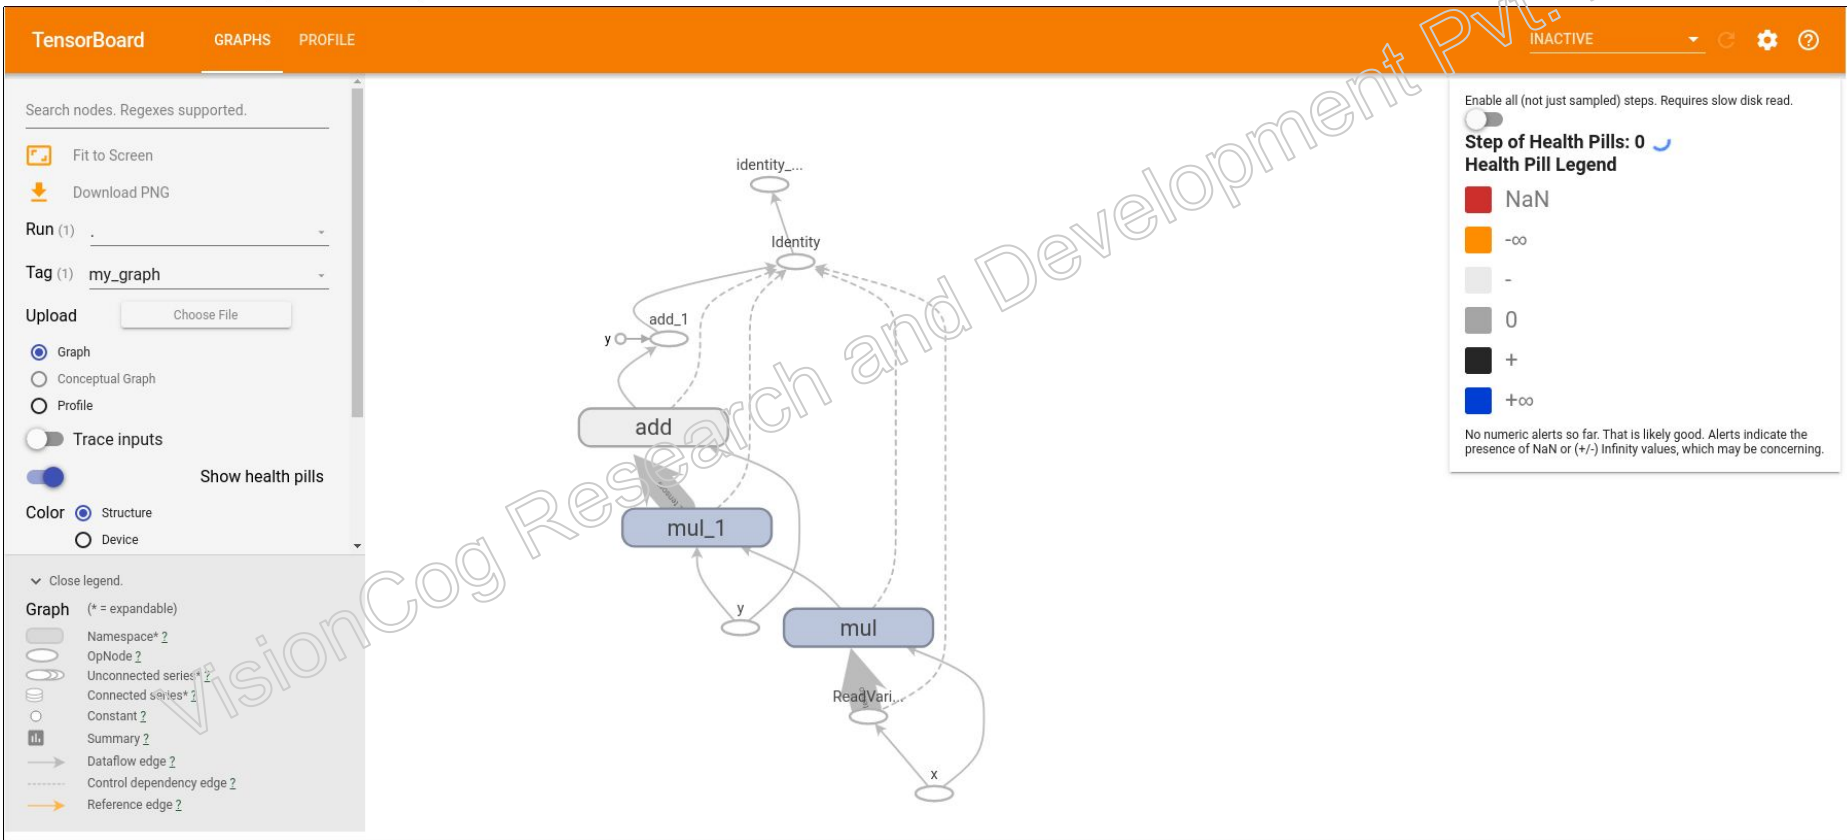 TensorBoard GRAPHS PROFILE INACTIVE
Search nodes. Regexes supported.
Fit to Screen
Download PNG
Run (1) .
Tag (1) my_graph
Upload Choose File
Graph
Conceptual Graph
Profile
Trace inputs
Show health pills
Color Structure
Device
Close legend.
Graph (* = expandable)
Namespace* ?
OpNode ?
Unconnected series* ?
Connected series* ?
Constant ?
Summary ?
Dataflow edge ?
Control dependency edge ?
Reference edge ?
identity_...
Identity
add_1
y
add
mul_1
y
mul
ReadVari...
x
Enable all (not just sampled) steps. Requires slow disk read.
Step of Health Pills: 0
Health Pill Legend
NaN
-∞
-
0
+
+∞
No numeric alerts so far. That is likely good. Alerts indicate the
presence of NaN or (+/-) Infinity values, which may be concerning.
VisionCog Research and Development Pvt.